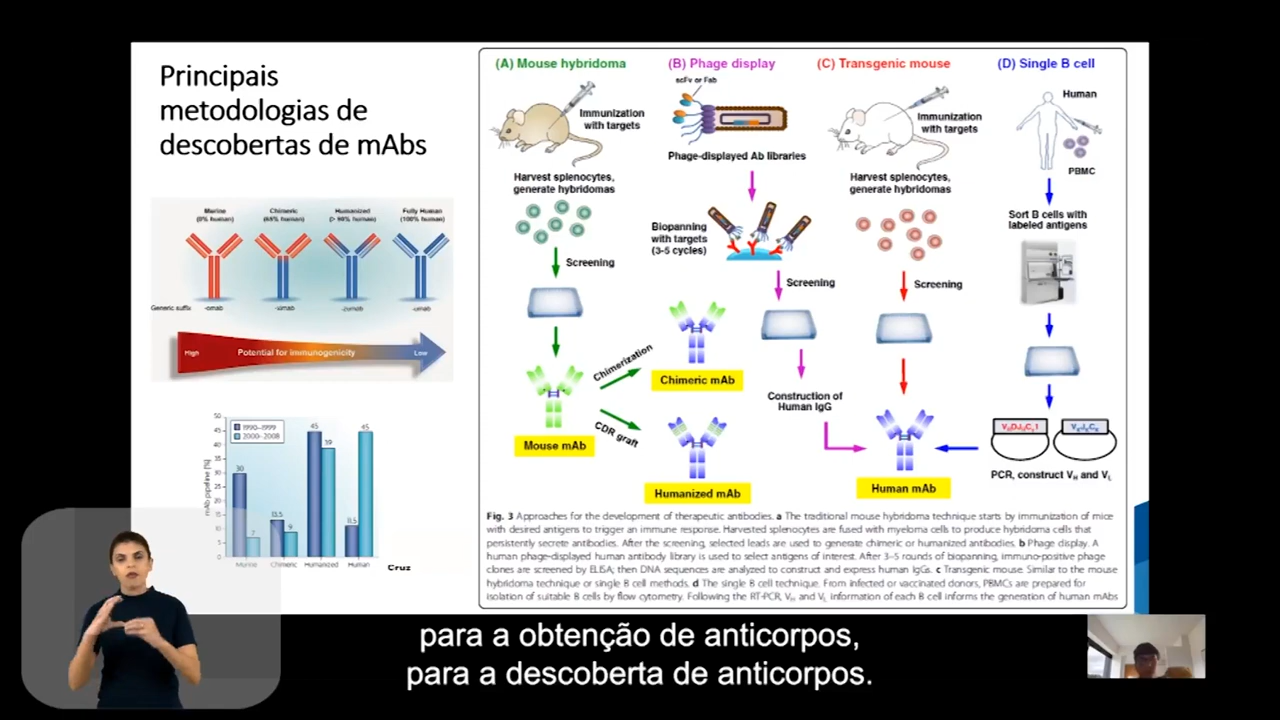 Principais
metodologias de
descobertas de mAbs
Murine
(0% human)
Chimeric
(65% human)
Humanized
(> 90% human)
Fully Human
(100% human)
Generic suffix
-omab
-ximab
-zumab
-umab
High
Potential for immunogenicity
Low
mAb pipeline (%)
50
45
40
35
30
25
20
15
10
5
0
1990–1999
2000–2008
30
7
13.5
9
45
39
11.5
45
Murine
Chimeric
Humanized
Human
Cruz
(A) Mouse hybridoma
Immunization
with targets
Harvest splenocytes,
generate hybridomas
Screening
Mouse mAb
Chimerization
CDR graft
Chimeric mAb
Humanized mAb
(B) Phage display
scFv or Fab
Phage-displayed Ab libraries
Biopanning
with targets
(3-5 cycles)
Screening
Construction of
Human IgG
(C) Transgenic mouse
Immunization
with targets
Harvest splenocytes,
generate hybridomas
Screening
Human mAb
(D) Single B cell
Human
PBMC
Sort B cells with
labeled antigens
PCR, construct VH and VL
Fig. 3 Approaches for the development of therapeutic antibodies. a The traditional mouse hybridoma technique starts by immunization of mice
with desired antigens to trigger an immune response. Harvested splenocytes are fused with myeloma cells to produce hybridoma cells that
persistently secrete antibodies. After the screening, selected leads are used to generate chimeric or humanized antibodies. b Phage display. A
human phage-displayed human antibody library is used to select antigens of interest. After 3–5 rounds of biopanning, immuno-positive phage
clones are screened by ELISA; then DNA sequences are analyzed to construct and express human IgGs. c Transgenic mouse. Similar to the mouse
hybridoma technique or single B cell methods. d The single B cell technique. From infected or vaccinated donors, PBMCs are prepared for
isolation of suitable B cells by flow cytometry. Following the RT-PCR, VH and VL information of each B cell informs the generation of human mAbs
para a obtenção de anticorpos,
para a descoberta de anticorpos.